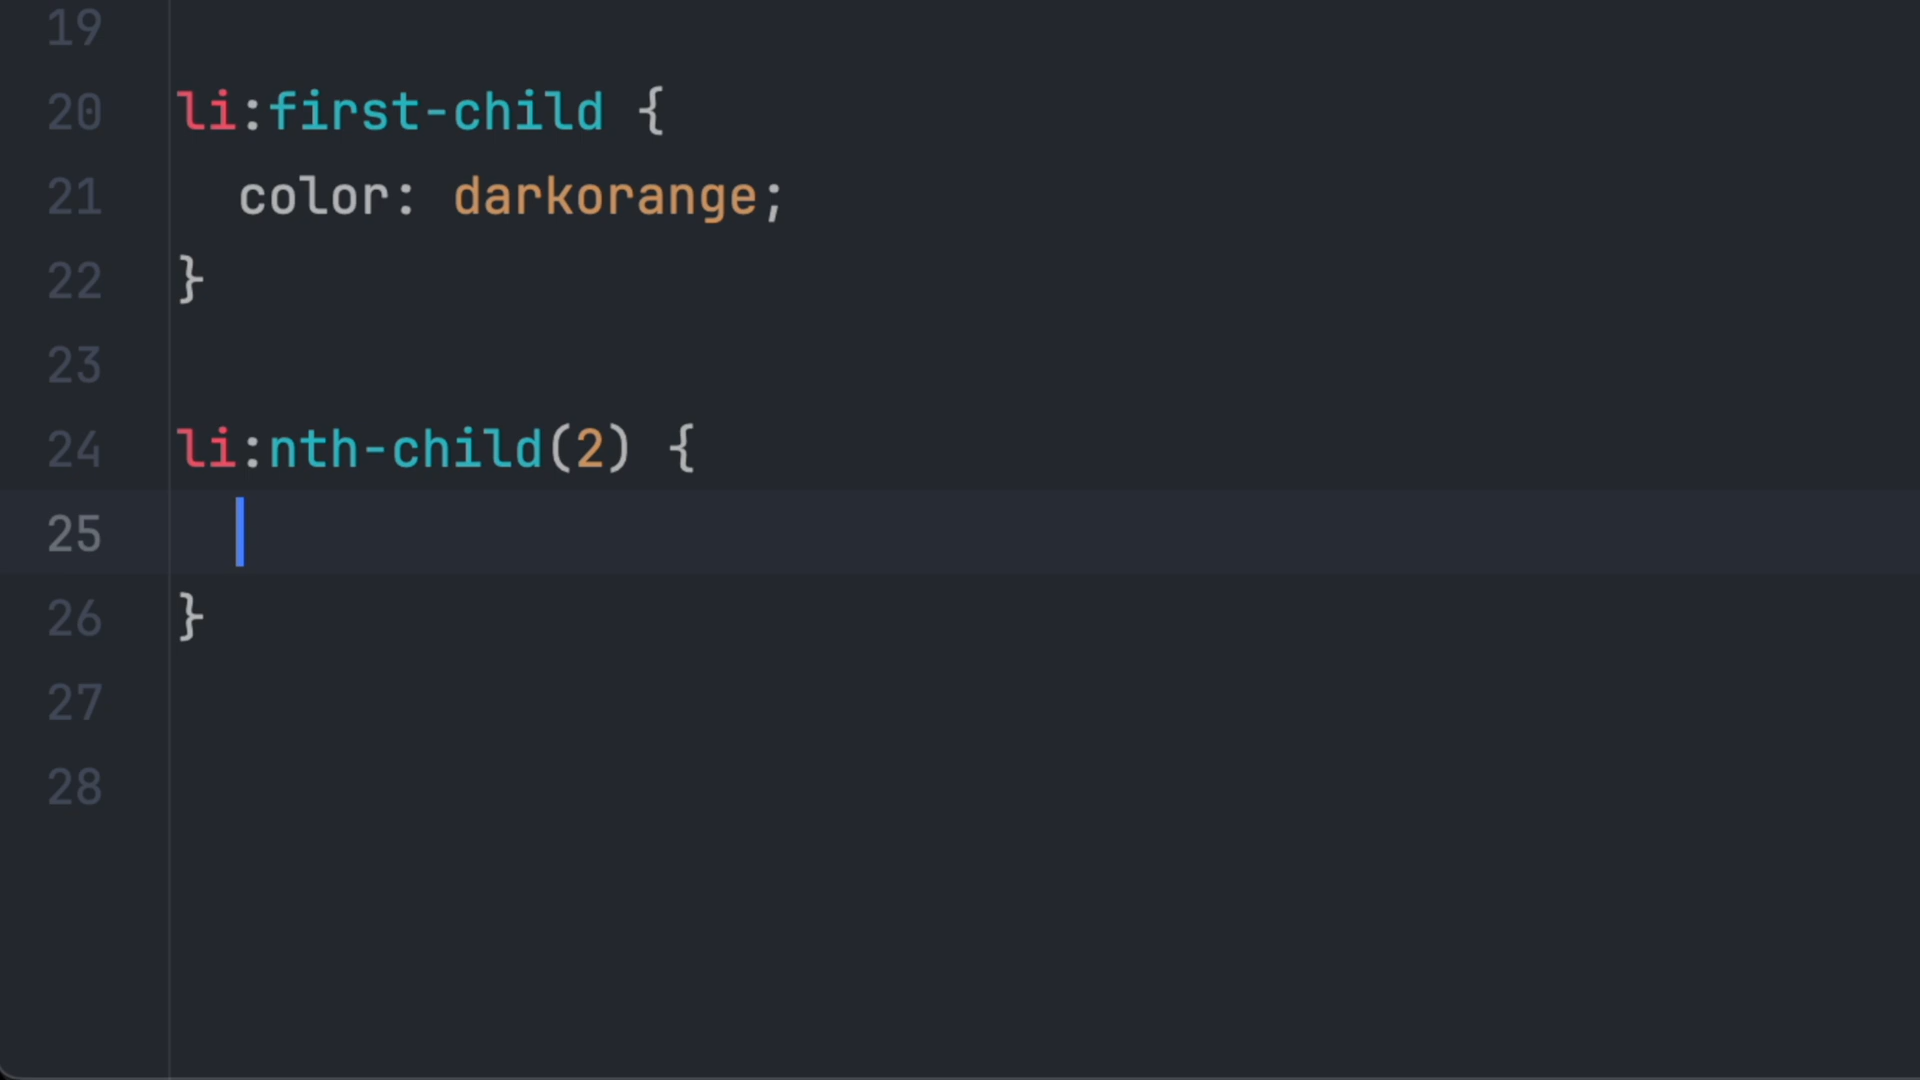 19
20 li:first-child {
21   color: darkorange;
22 }
23
24 li:nth-child(2) {
25
26 }
27
28